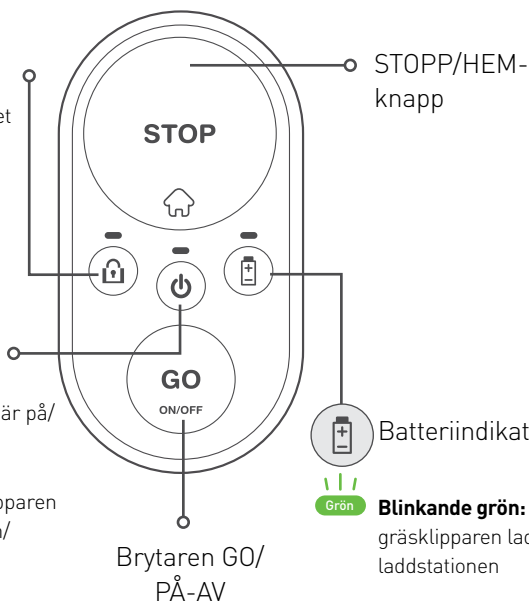 STOPP/HEM-
knapp
et
STOP
GO
ON/OFF
är på/
pparen
/
Batteriindikat
Grön
Blinkande grön:
gräsklipparen lad
laddstationen
Brytaren GO/
PÅ-AV